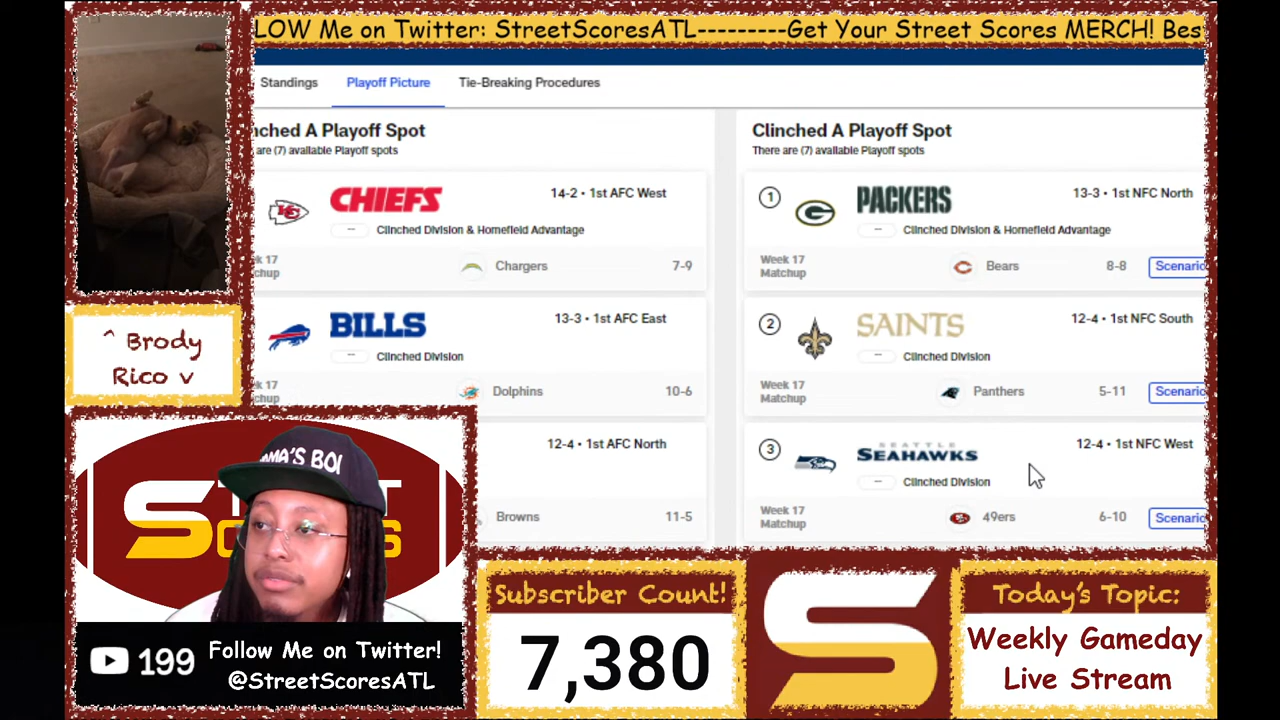 LOW Me on Twitter: StreetScoresATL---------Get Your Street Scores MERCH! Bes
Standings Playoff Picture Tie-Breaking Procedures
nched A Playoff Spot
are (7) available Playoff spots
CHIEFS 14-2 • 1st AFC West
-- Clinched Division & Homefield Advantage
Chargers 7-9
BILLS 13-3 • 1st AFC East
-- Clinched Division
Dolphins 10-6
12-4 • 1st AFC North
Browns 11-5
Clinched A Playoff Spot
There are (7) available Playoff spots
1 PACKERS 13-3 • 1st NFC North
-- Clinched Division & Homefield Advantage
Week 17 Matchup Bears 8-8 Scenario
2 SAINTS 12-4 • 1st NFC South
-- Clinched Division
Week 17 Matchup Panthers 5-11 Scenario
3 SEATTLE SEAHAWKS 12-4 • 1st NFC West
-- Clinched Division
Week 17 Matchup 49ers 6-10 Scenario
^ Brody
Rico v
MA'S BOI
199
Follow Me on Twitter!
@StreetScoresATL
Subscriber Count!
7,380
Today's Topic:
Weekly Gameday
Live Stream